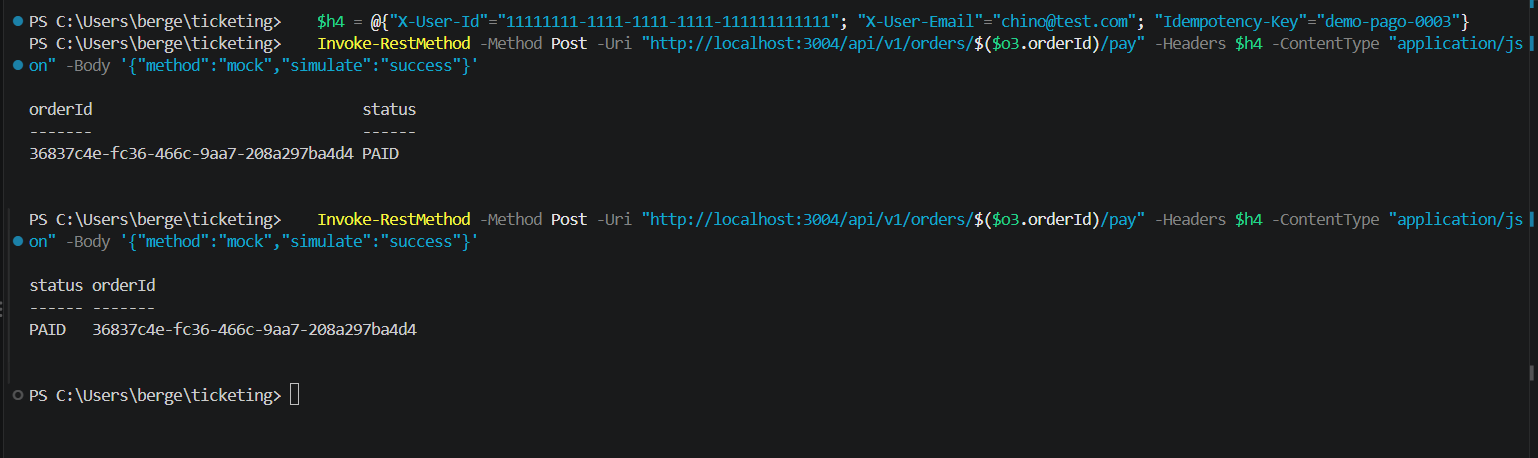 PS C:\Users\berge\ticketing>    $h4 = @{"X-User-Id"="11111111-1111-1111-1111-111111111111"; "X-User-Email"="chino@test.com"; "Idempotency-Key"="demo-pago-0003"}
PS C:\Users\berge\ticketing>    Invoke-RestMethod -Method Post -Uri "http://localhost:3004/api/v1/orders/$($o3.orderId)/pay" -Headers $h4 -ContentType "application/js
on" -Body '{"method":"mock","simulate":"success"}'
orderId                              status
-------                              ------
36837c4e-fc36-466c-9aa7-208a297ba4d4 PAID
PS C:\Users\berge\ticketing>    Invoke-RestMethod -Method Post -Uri "http://localhost:3004/api/v1/orders/$($o3.orderId)/pay" -Headers $h4 -ContentType "application/js
on" -Body '{"method":"mock","simulate":"success"}'
status orderId
------ -------
PAID   36837c4e-fc36-466c-9aa7-208a297ba4d4
PS C:\Users\berge\ticketing>